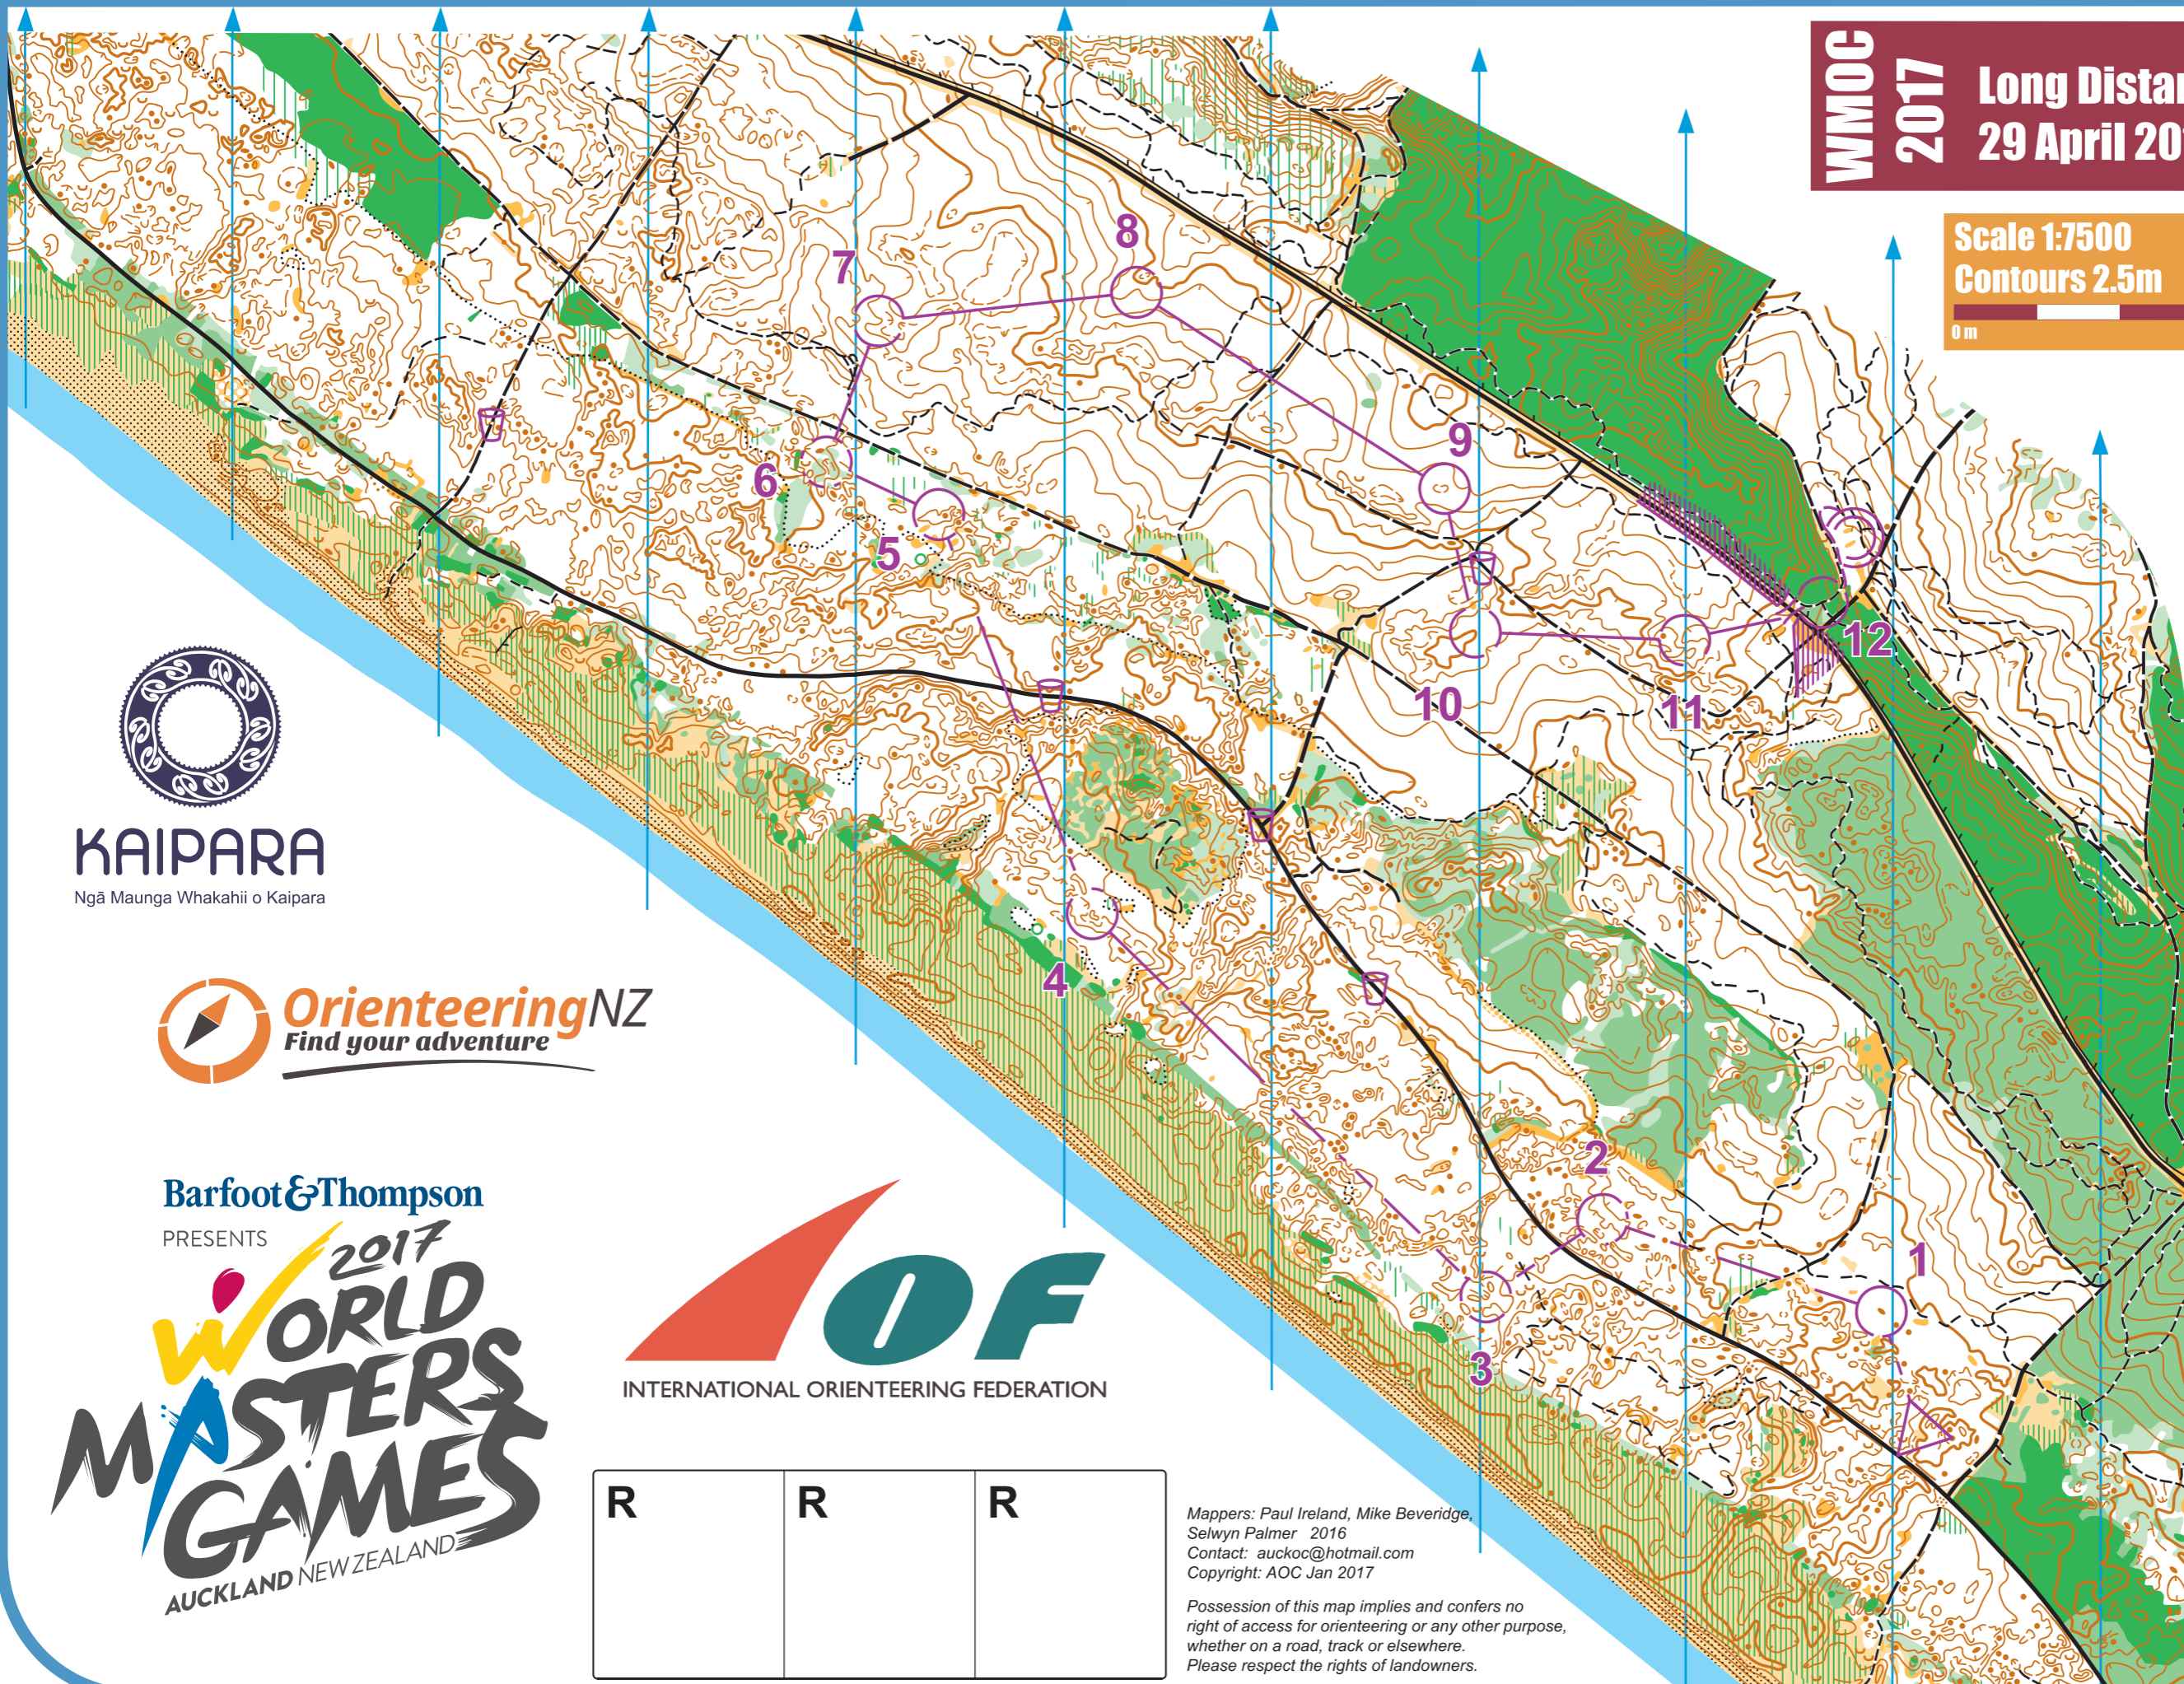 WMOC
2017
Long Distan
29 April 20
Scale 1:7500
Contours 2.5m
0 m
8
7
9
6
5
12
10
11
4
2
1
3
KAIPARA
Ngā Maunga Whakahii o Kaipara
OrienteeringNZ
Find your adventure
Barfoot&Thompson
PRESENTS
2017
WORLD
MASTERS
GAMES
AUCKLAND NEW ZEALAND
IOF
INTERNATIONAL ORIENTEERING FEDERATION
R
R
R
Mappers: Paul Ireland, Mike Beveridge,
Selwyn Palmer 2016
Contact: auckoc@hotmail.com
Copyright: AOC Jan 2017
Possession of this map implies and confers no
right of access for orienteering or any other purpose,
whether on a road, track or elsewhere.
Please respect the rights of landowners.